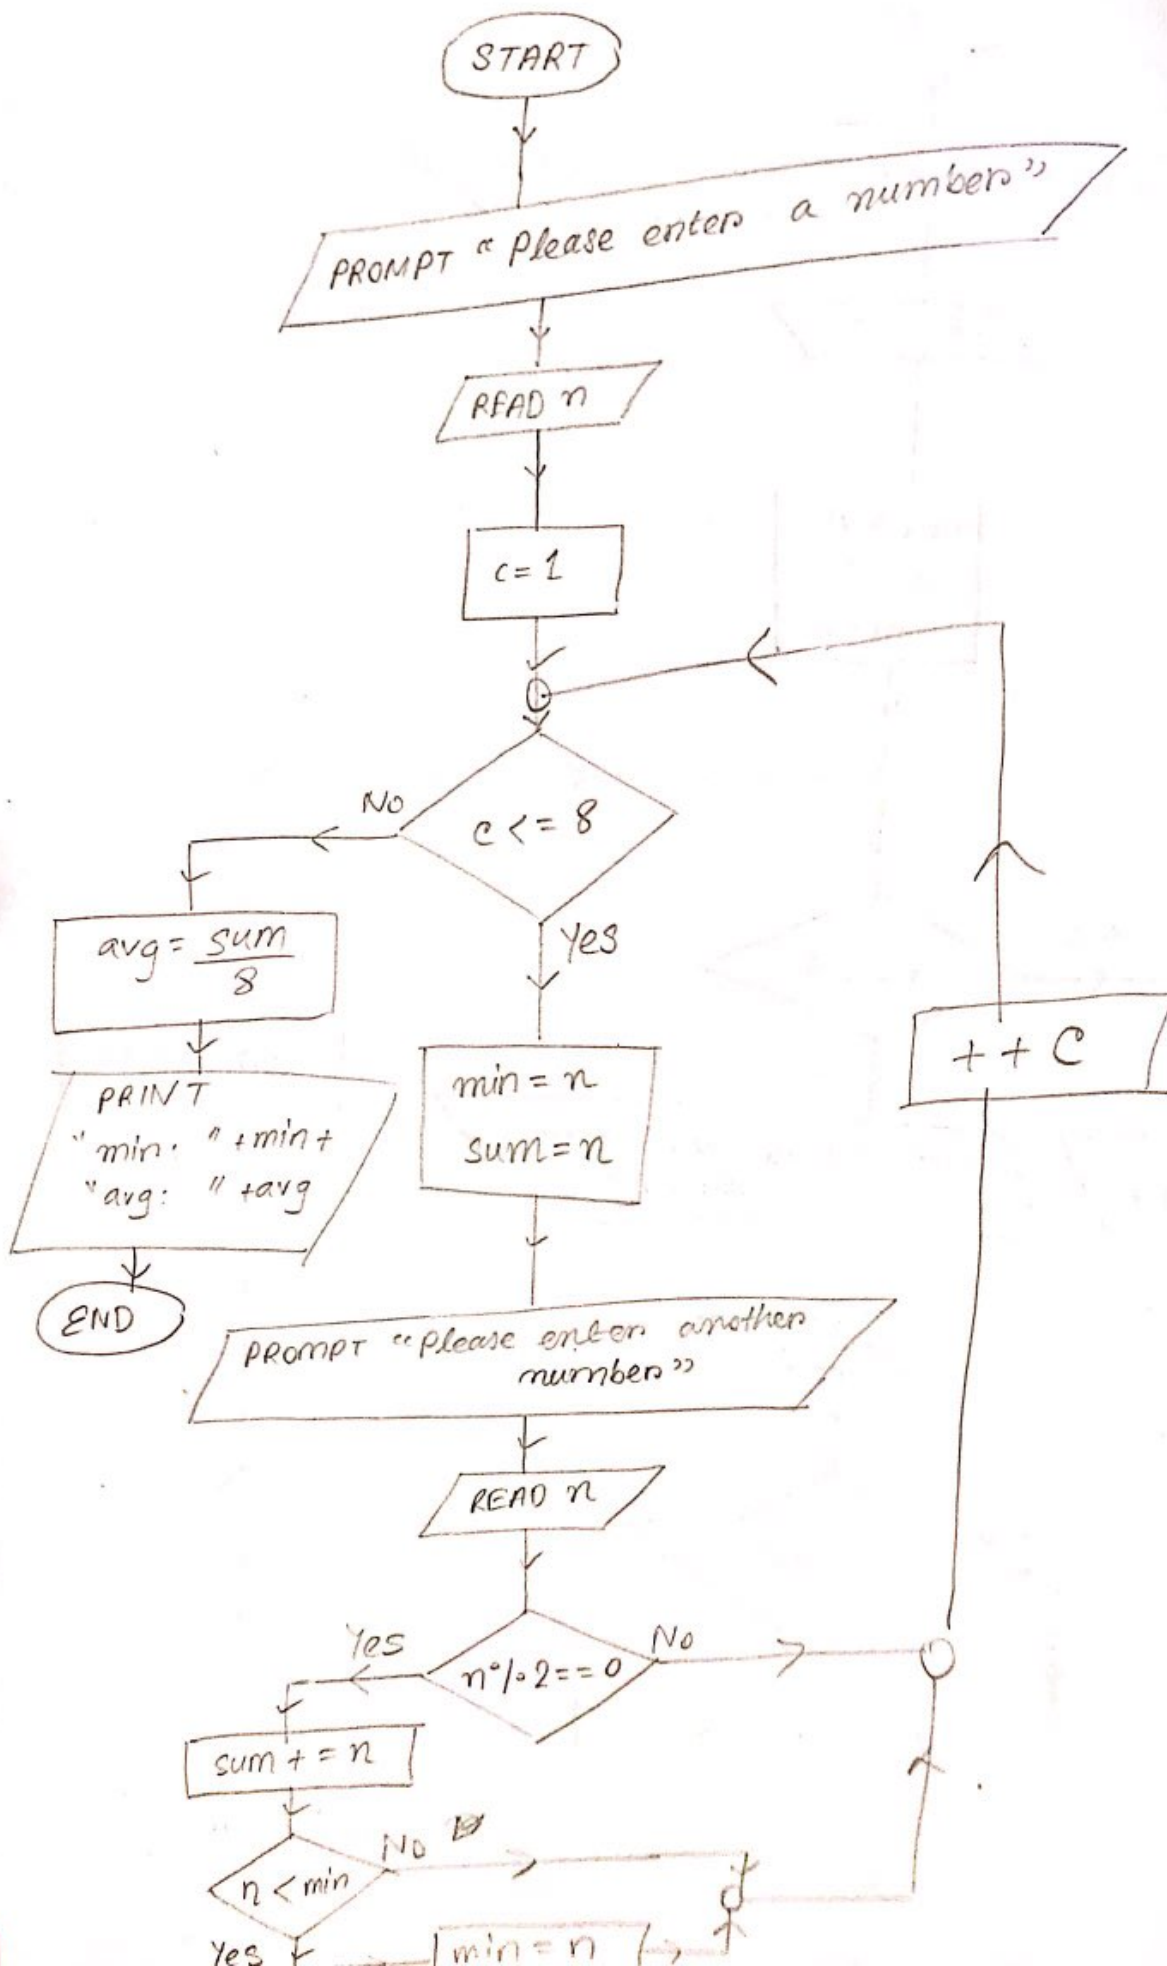 START
PROMPT "Please enter a number"
READ n
c = 1
c <= 8
No
Yes
avg = sum
8
PRINT
"min. " + min +
"avg: " + avg
END
min = n
sum = n
++C
PROMPT "Please enter another
number"
READ n
n%2 == 0
Yes
No
sum += n
n < min
No
Yes
min = n